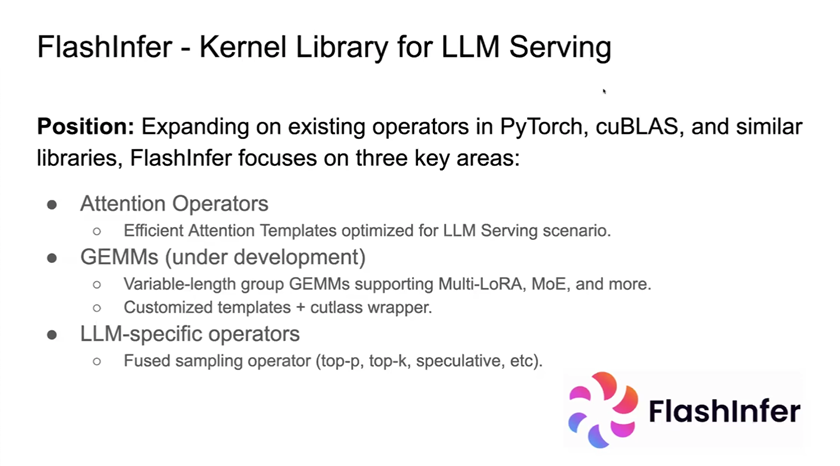 FlashInfer - Kernel Library for LLM Serving
Position: Expanding on existing operators in PyTorch, cuBLAS, and similar
libraries, FlashInfer focuses on three key areas:
● Attention Operators
○ Efficient Attention Templates optimized for LLM Serving scenario.
● GEMMs (under development)
○ Variable-length group GEMMs supporting Multi-LoRA, MoE, and more.
○ Customized templates + cutlass wrapper.
● LLM-specific operators
○ Fused sampling operator (top-p, top-k, speculative, etc).
FlashInfer